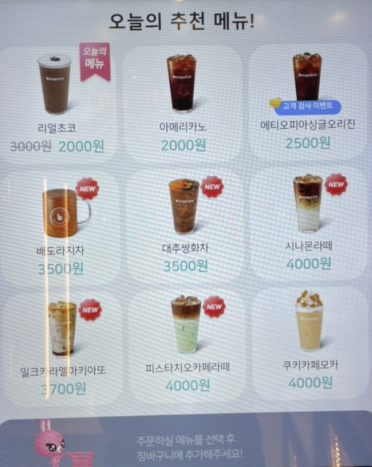 오늘의 추천 메뉴!
오늘의
메뉴
리얼초코
3000원 2000원
아메리카노
2000원
고객 감사 이벤트
에티오피아싱글오리진
2500원
NEW
배도라지차
3500원
NEW
대추쌍화차
3500원
NEW
시나몬라떼
4000원
NEW
밀크카라멜마키아또
3700원
NEW
피스타치오카페라떼
4000원
쿠키카페모카
4000원
주문하실 메뉴를 선택 후
장바구니에 추가해주세요!